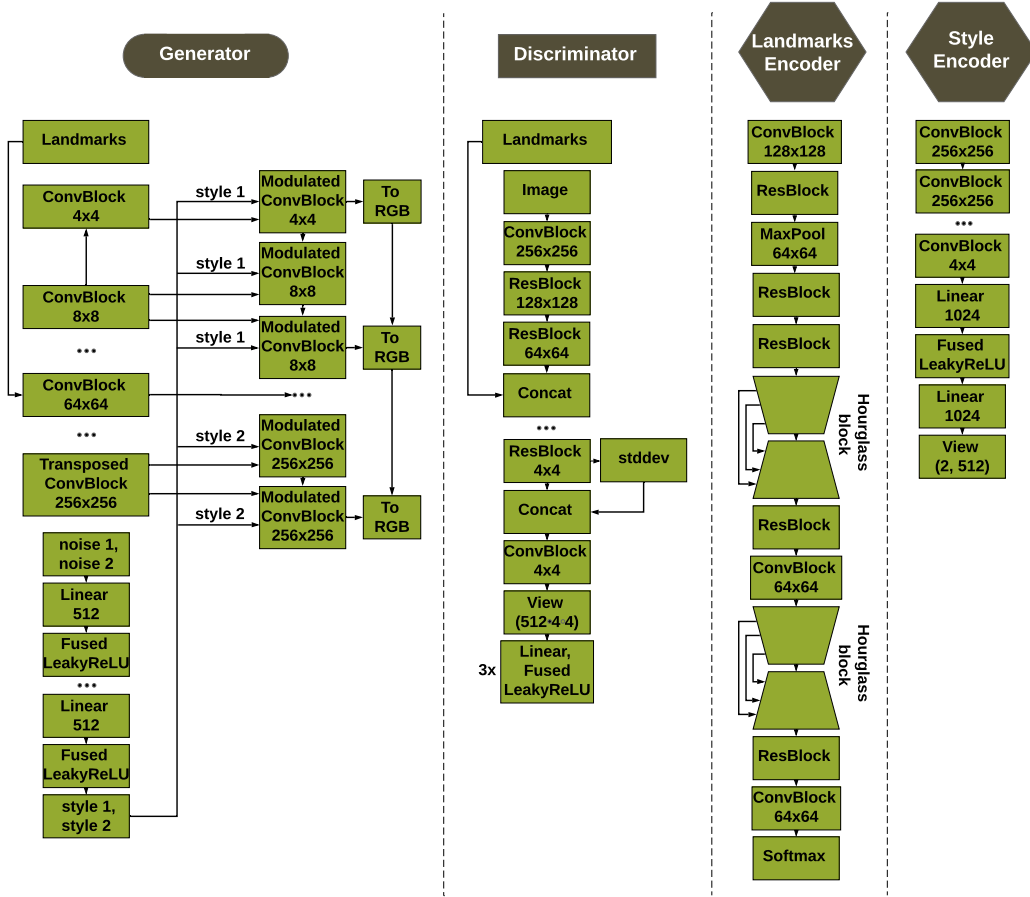 Generator
Landmarks
ConvBlock
4x4
ConvBlock
8x8
...
ConvBlock
64x64
...
Transposed
ConvBlock
256x256
noise 1,
noise 2
Linear
512
Fused
LeakyReLU
...
Linear
512
Fused
LeakyReLU
style 1,
style 2
style 1
Modulated
ConvBlock
4x4
To
RGB
style 1
Modulated
ConvBlock
8x8
style 1
Modulated
ConvBlock
8x8
To
RGB
...
style 2
Modulated
ConvBlock
256x256
style 2
Modulated
ConvBlock
256x256
To
RGB
Discriminator
Landmarks
Image
ConvBlock
256x256
ResBlock
128x128
ResBlock
64x64
Concat
...
ResBlock
4x4
stddev
Concat
ConvBlock
4x4
View
(512*4*4)
3x
Linear,
Fused
LeakyReLU
Landmarks
Encoder
ConvBlock
128x128
ResBlock
MaxPool
64x64
ResBlock
ResBlock
Hourglass
block
ResBlock
ConvBlock
64x64
Hourglass
block
ResBlock
ConvBlock
64x64
Softmax
Style
Encoder
ConvBlock
256x256
ConvBlock
256x256
...
ConvBlock
4x4
Linear
1024
Fused
LeakyReLU
Linear
1024
View
(2, 512)